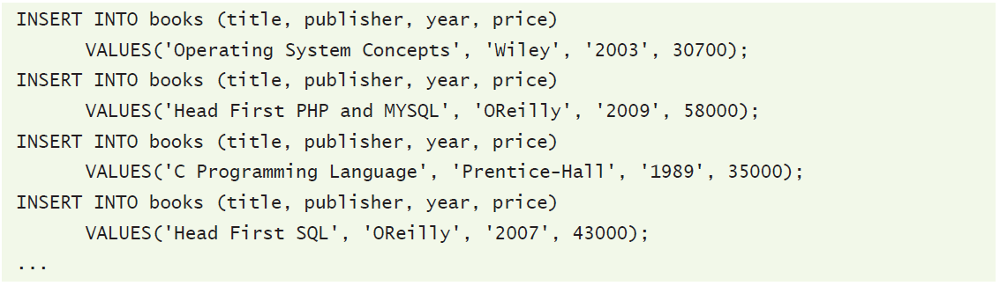 INSERT INTO books (title, publisher, year, price)
VALUES('Operating System Concepts', 'Wiley', '2003', 30700);
INSERT INTO books (title, publisher, year, price)
VALUES('Head First PHP and MYSQL', 'OReilly', '2009', 58000);
INSERT INTO books (title, publisher, year, price)
VALUES('C Programming Language', 'Prentice-Hall', '1989', 35000);
INSERT INTO books (title, publisher, year, price)
VALUES('Head First SQL', 'OReilly', '2007', 43000);
...